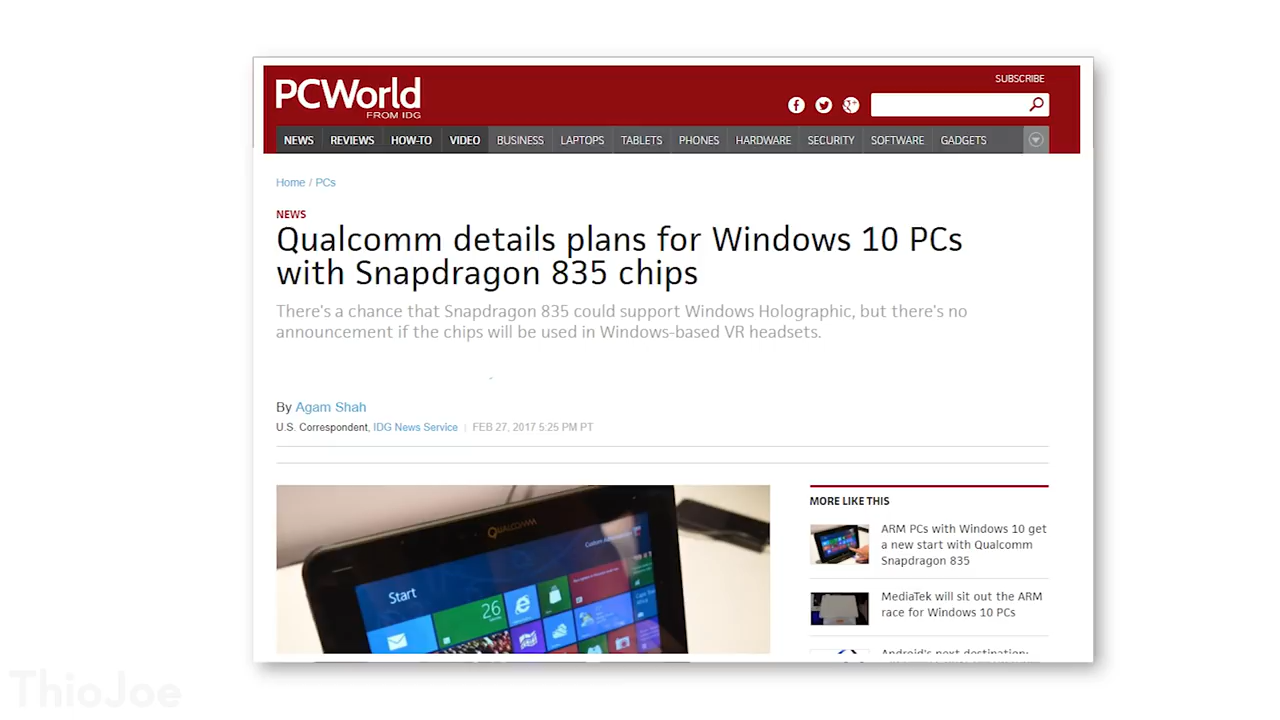 PCWorld
FROM IDG
SUBSCRIBE
NEWS REVIEWS HOW-TO VIDEO BUSINESS LAPTOPS TABLETS PHONES HARDWARE SECURITY SOFTWARE GADGETS
Home / PCs
NEWS
Qualcomm details plans for Windows 10 PCs
with Snapdragon 835 chips
There's a chance that Snapdragon 835 could support Windows Holographic, but there's no
announcement if the chips will be used in Windows-based VR headsets.
By Agam Shah
U.S. Correspondent, IDG News Service | FEB 27, 2017 5:25 PM PT
QUALCOMM
Start
26
MORE LIKE THIS
ARM PCs with Windows 10 get
a new start with Qualcomm
Snapdragon 835
MediaTek will sit out the ARM
race for Windows 10 PCs
Android's next destination:
ThioJoe